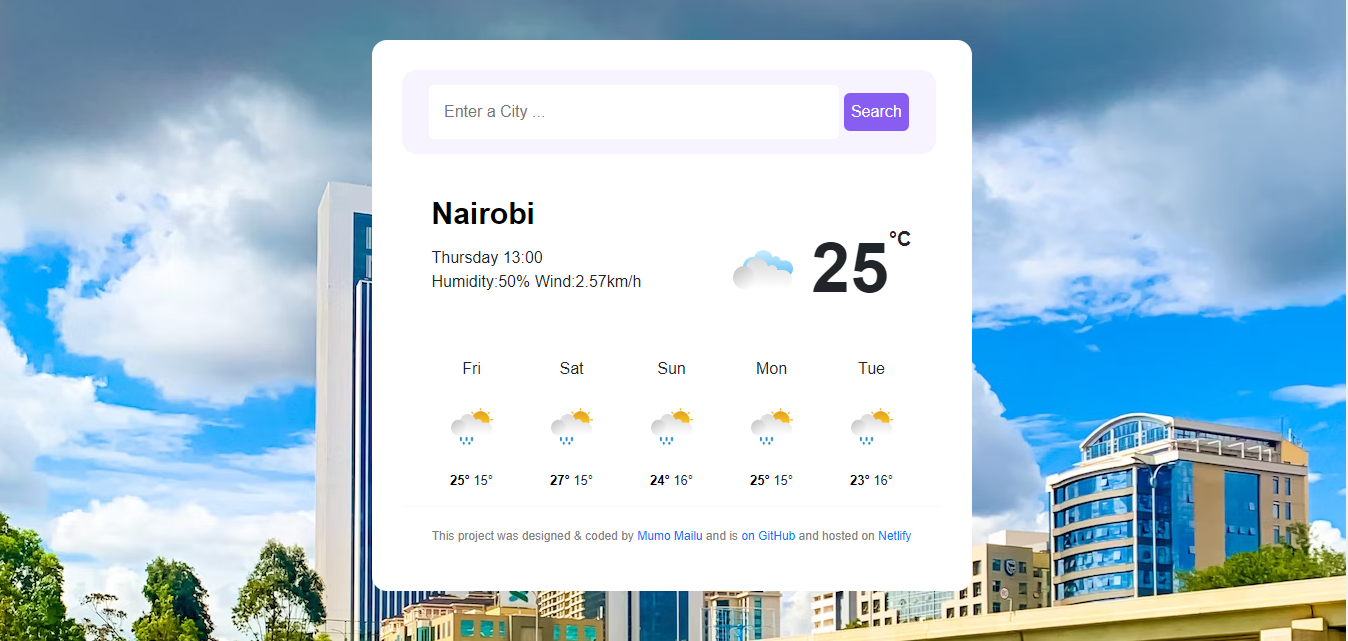 Enter a City ...
Search
Nairobi
Thursday 13:00
Humidity:50% Wind:2.57km/h
25°C
Fri Sat Sun Mon Tue
25° 15° 27° 15° 24° 16° 25° 15° 23° 16°
This project was designed & coded by Mumo Mailu and is on GitHub and hosted on Netlify